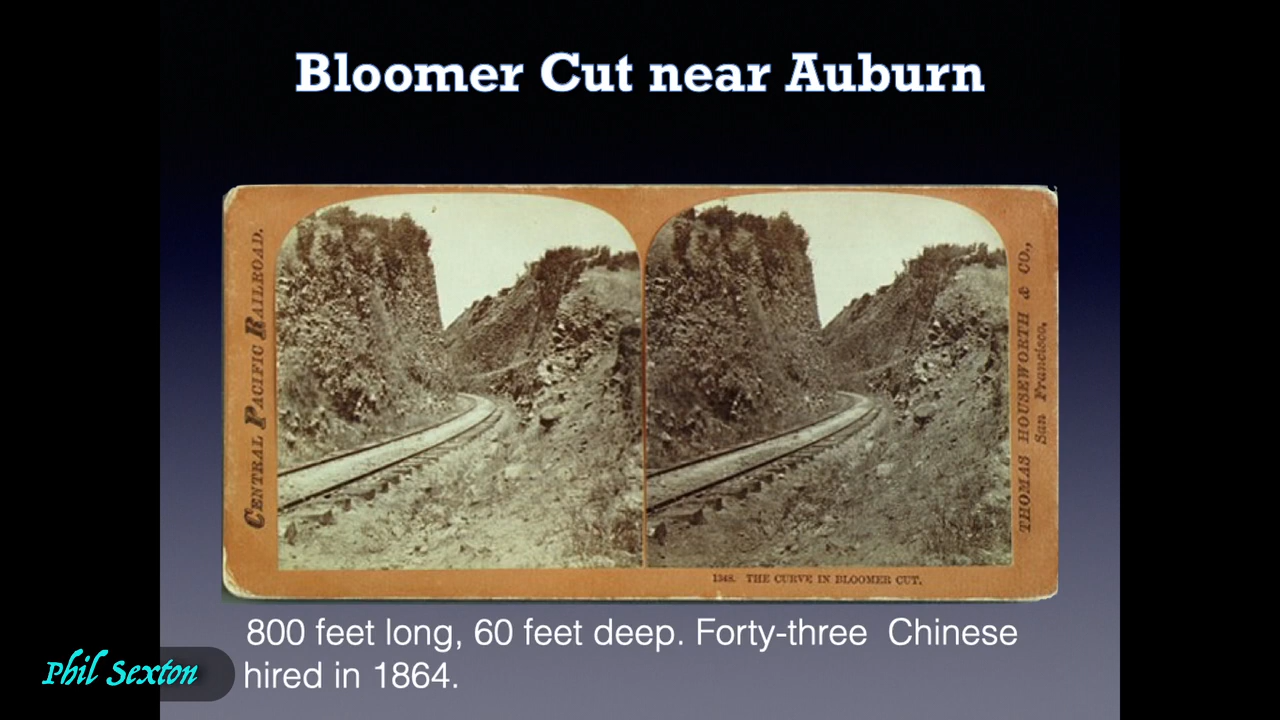 Bloomer Cut near Auburn
CENTRAL PACIFIC RAILROAD.
THOMAS HOUSEWORTH & CO.,
San Francisco.
1348. THE CURVE IN BLOOMER CUT.
800 feet long, 60 feet deep. Forty-three Chinese
hired in 1864.
Phil Sexton